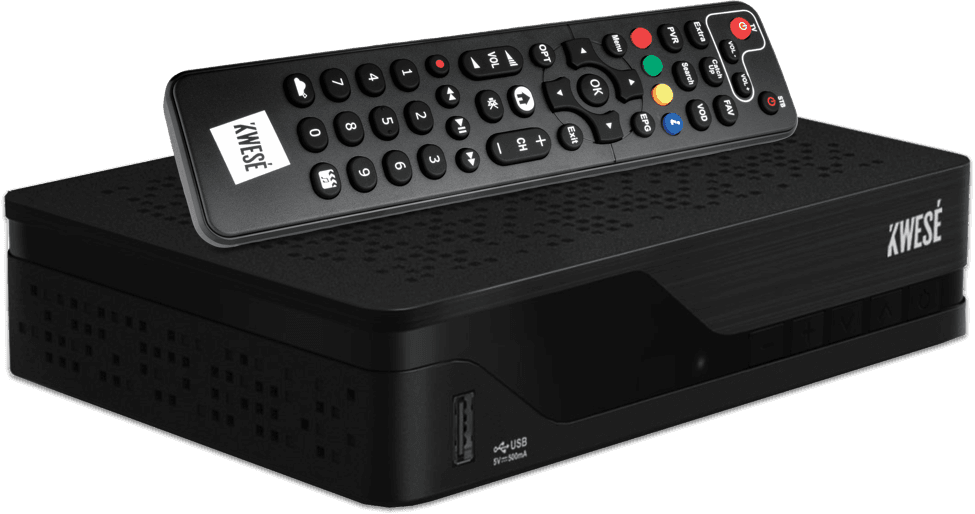 KWESÉ
1
2
3
4
5
6
7
8
9
0
VOL
CH
+
−
OPT
Exit
OK
Menu
EPG
PVR
Search
VOD
Extra
Catch Up
FAV
VOL-
VOL+
TV
STB
i
KWESÉ
USB
5V⎓500mA